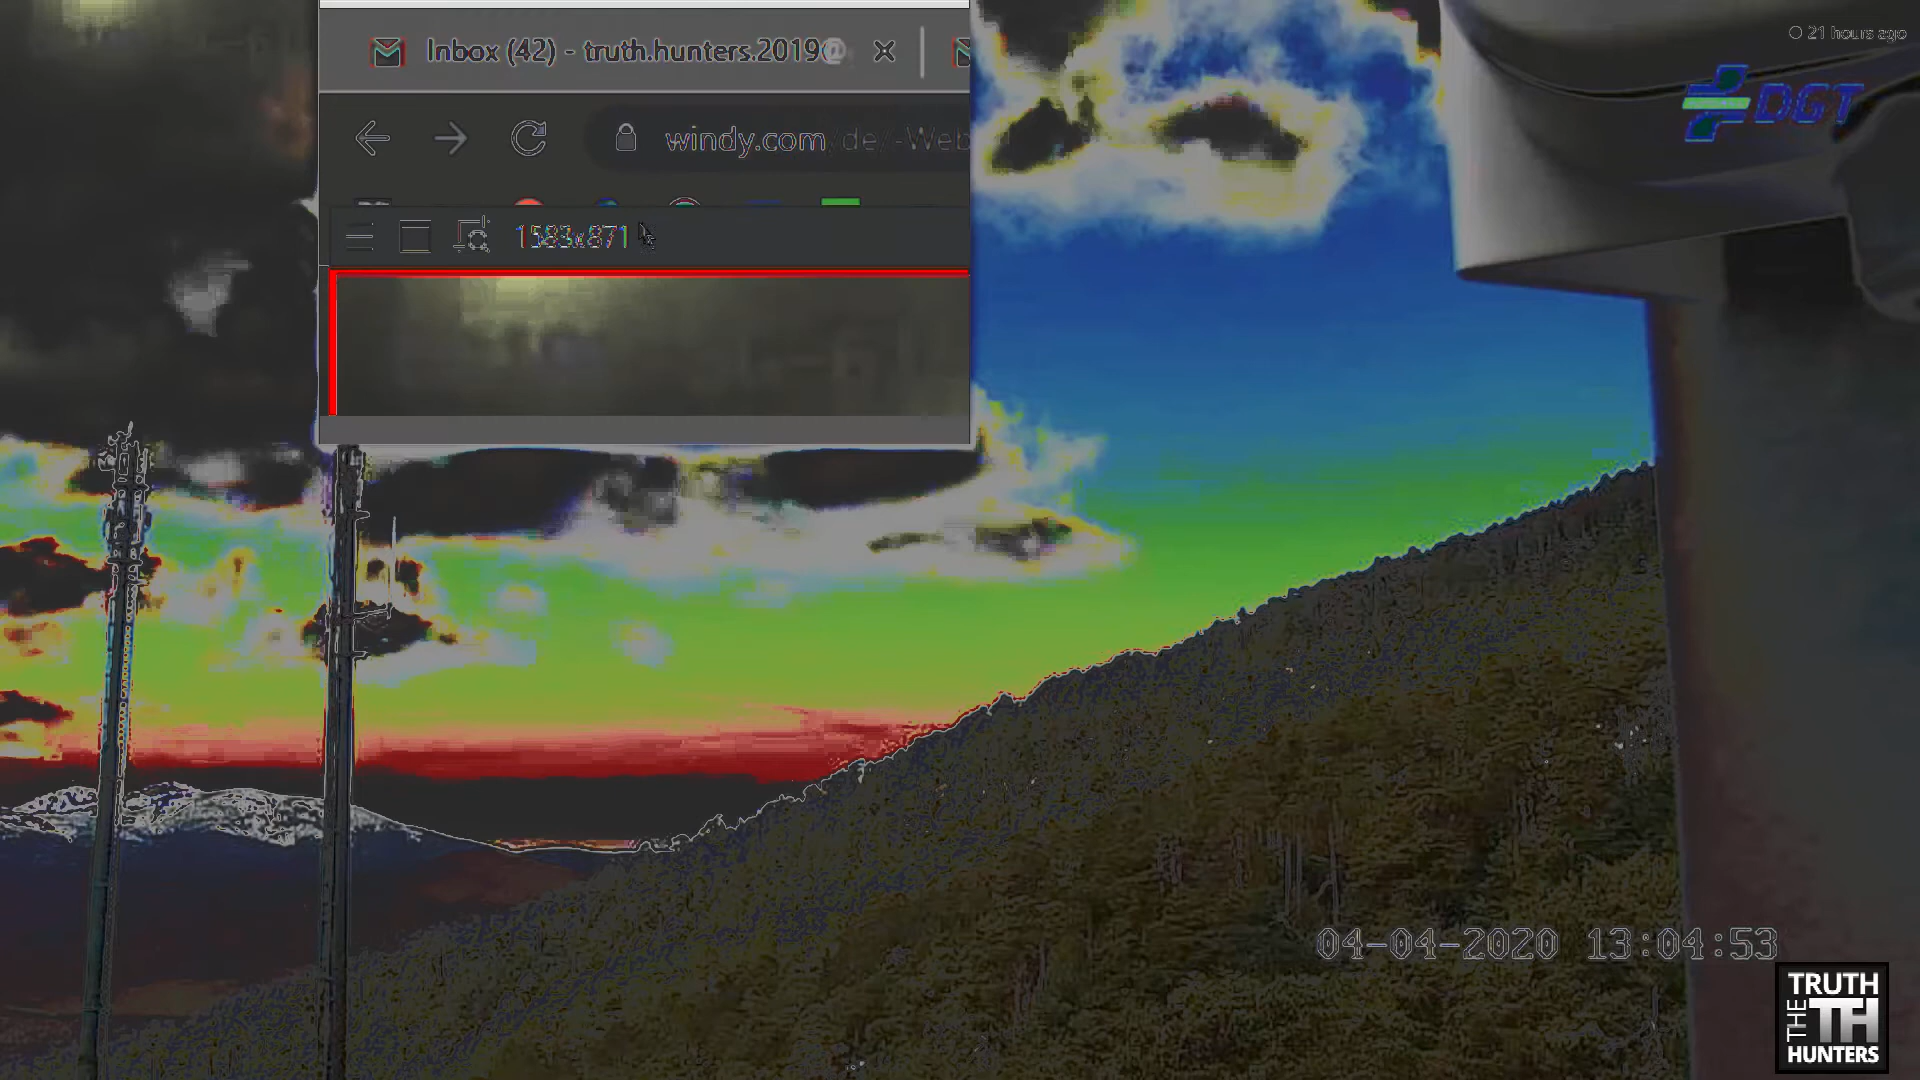 Inbox (42) - truth.hunters.2019@
21 hours ago
DGT
windy.com/de/-Web
1583x871
04-04-2020 13:04:53
TRUTH
THE TH
HUNTERS